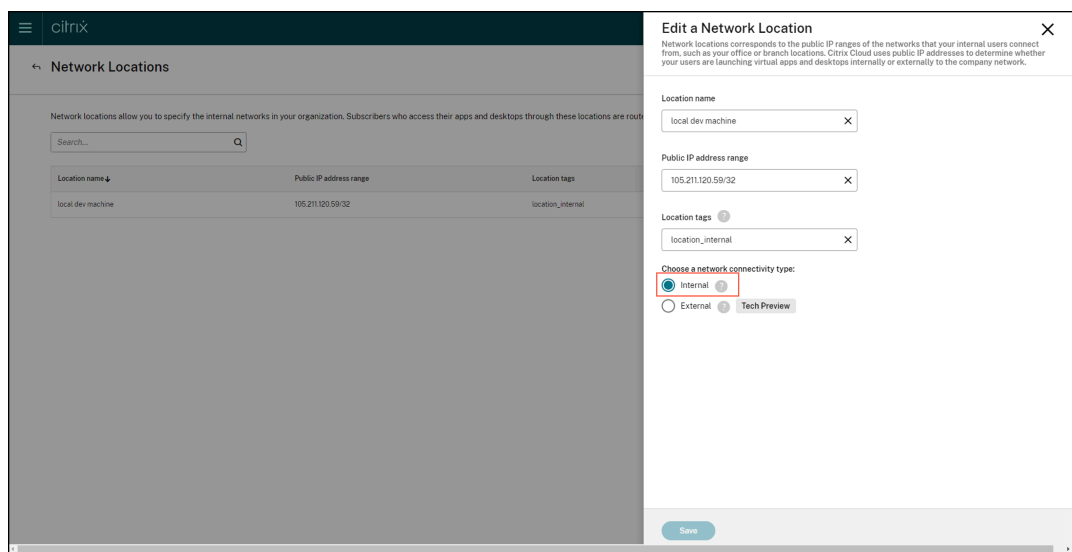 citrix
Network Locations
Network locations allow you to specify the internal networks in your organization. Subscribers who access their apps and desktops through these locations are route
Search...
Location name Public IP address range Location tags
local dev machine 105.211.120.59/32 location_internal
Edit a Network Location
Network locations corresponds to the public IP ranges of the networks that your internal users connect
from, such as your office or branch locations. Citrix Cloud uses public IP addresses to determine whether
your users are launching virtual apps and desktops internally or externally to the company network.
Location name
local dev machine
Public IP address range
105.211.120.59/32
Location tags ?
location_internal
Choose a network connectivity type:
Internal ?
External ? Tech Preview
Save